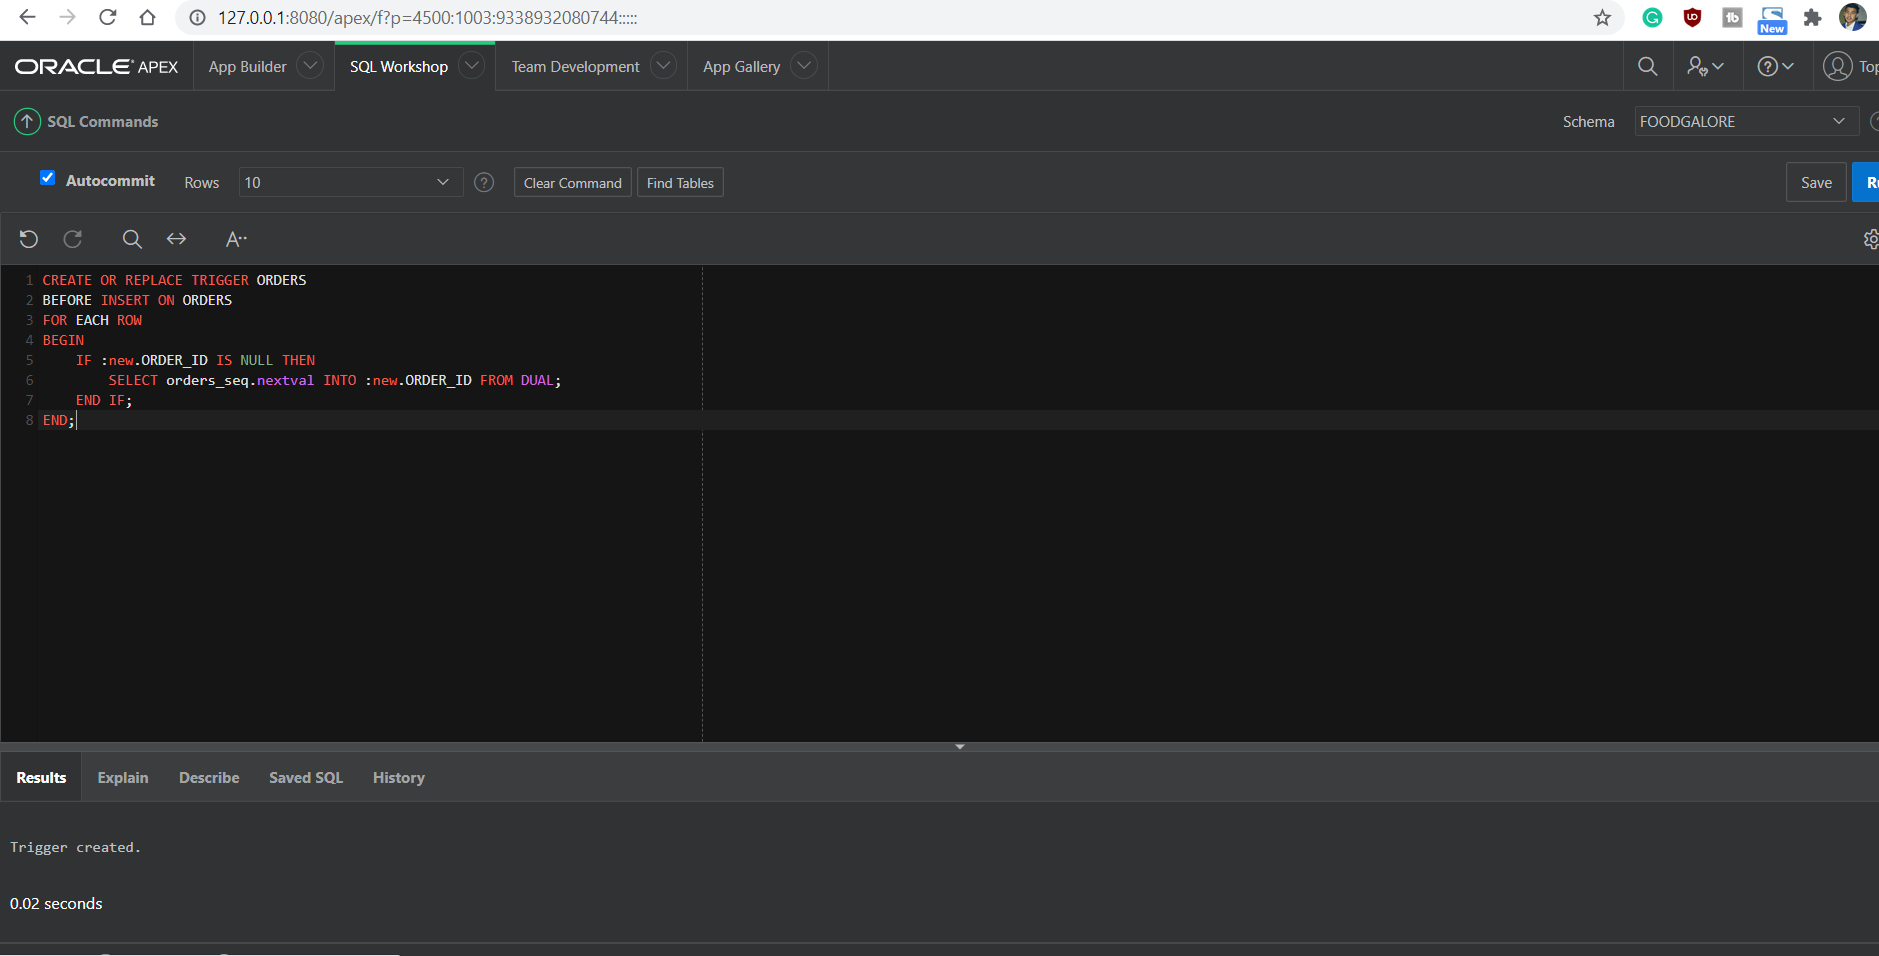 127.0.0.1:8080/apex/f?p=4500:1003:9338932080744:::::
New
ORACLE APEX App Builder SQL Workshop Team Development App Gallery
SQL Commands Schema FOODGALORE
Autocommit Rows 10 Clear Command Find Tables Save
1 CREATE OR REPLACE TRIGGER ORDERS
2 BEFORE INSERT ON ORDERS
3 FOR EACH ROW
4 BEGIN
5 IF :new.ORDER_ID IS NULL THEN
6 SELECT orders_seq.nextval INTO :new.ORDER_ID FROM DUAL;
7 END IF;
8 END;
Results Explain Describe Saved SQL History
Trigger created.
0.02 seconds